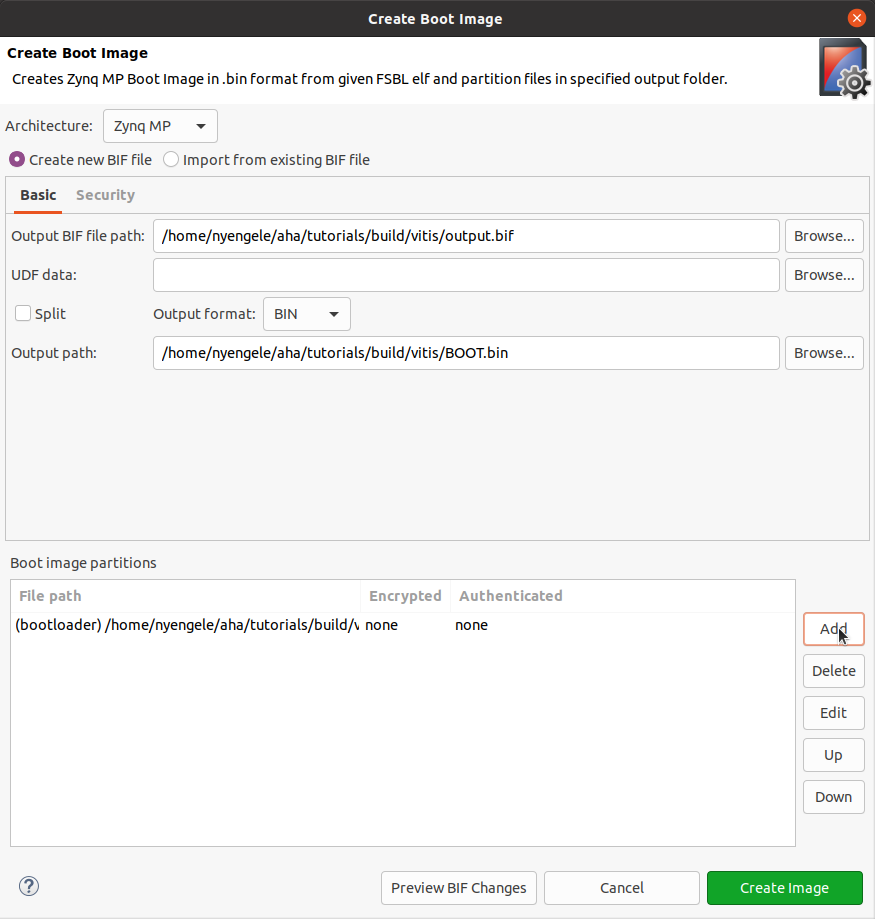 Create Boot Image
Create Boot Image
Creates Zynq MP Boot Image in .bin format from given FSBL elf and partition files in specified output folder.
Architecture: Zynq MP
Create new BIF file Import from existing BIF file
Basic Security
Output BIF file path: /home/nyengele/aha/tutorials/build/vitis/output.bif Browse...
UDF data: Browse...
Split Output format: BIN
Output path: /home/nyengele/aha/tutorials/build/vitis/BOOT.bin Browse...
Boot image partitions
File path Encrypted Authenticated
(bootloader) /home/nyengele/aha/tutorials/build/v none none
Add
Delete
Edit
Up
Down
? Preview BIF Changes Cancel Create Image